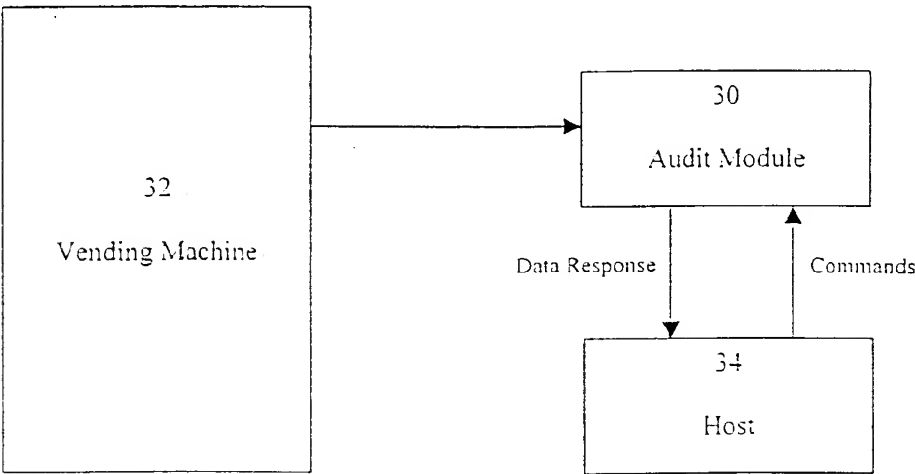 30
Audit Module
32
Vending Machine
Data Response
Commands
34
Host